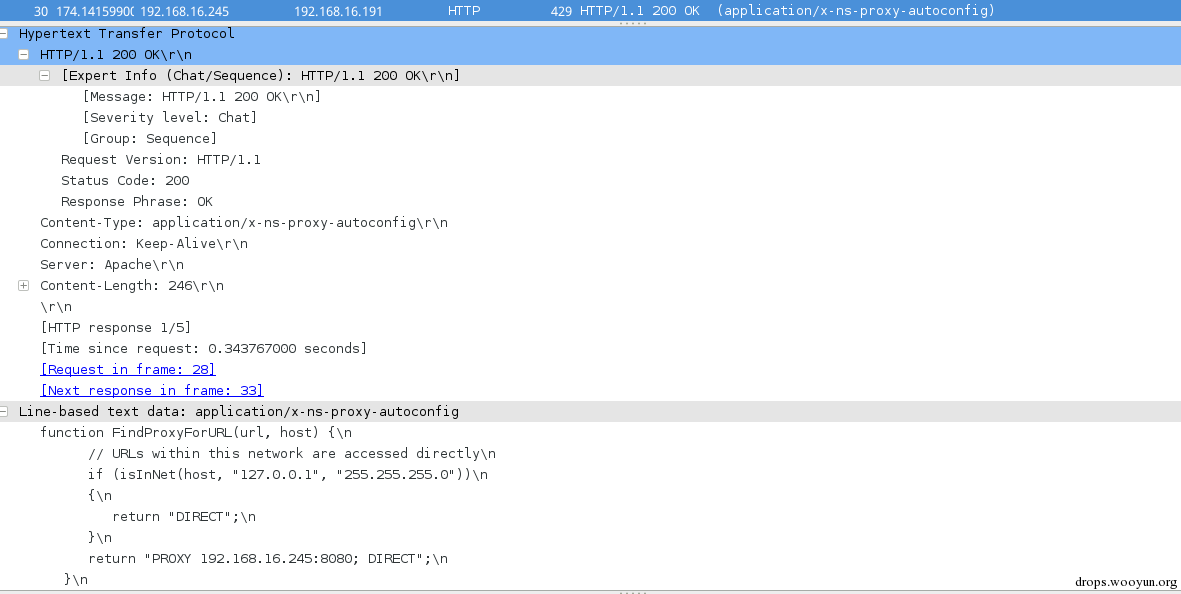 30 174.14159900 192.168.16.245 192.168.16.191 HTTP 429 HTTP/1.1 200 OK (application/x-ns-proxy-autoconfig)
Hypertext Transfer Protocol
HTTP/1.1 200 OK\r\n
[Expert Info (Chat/Sequence): HTTP/1.1 200 OK\r\n]
[Message: HTTP/1.1 200 OK\r\n]
[Severity level: Chat]
[Group: Sequence]
Request Version: HTTP/1.1
Status Code: 200
Response Phrase: OK
Content-Type: application/x-ns-proxy-autoconfig\r\n
Connection: Keep-Alive\r\n
Server: Apache\r\n
Content-Length: 246\r\n
\r\n
[HTTP response 1/5]
[Time since request: 0.343767000 seconds]
[Request in frame: 28]
[Next response in frame: 33]
Line-based text data: application/x-ns-proxy-autoconfig
function FindProxyForURL(url, host) {\n
// URLs within this network are accessed directly\n
if (isInNet(host, "127.0.0.1", "255.255.255.0"))\n
{\n
return "DIRECT";\n
}\n
return "PROXY 192.168.16.245:8080; DIRECT";\n
}\n
drops.wooyun.org